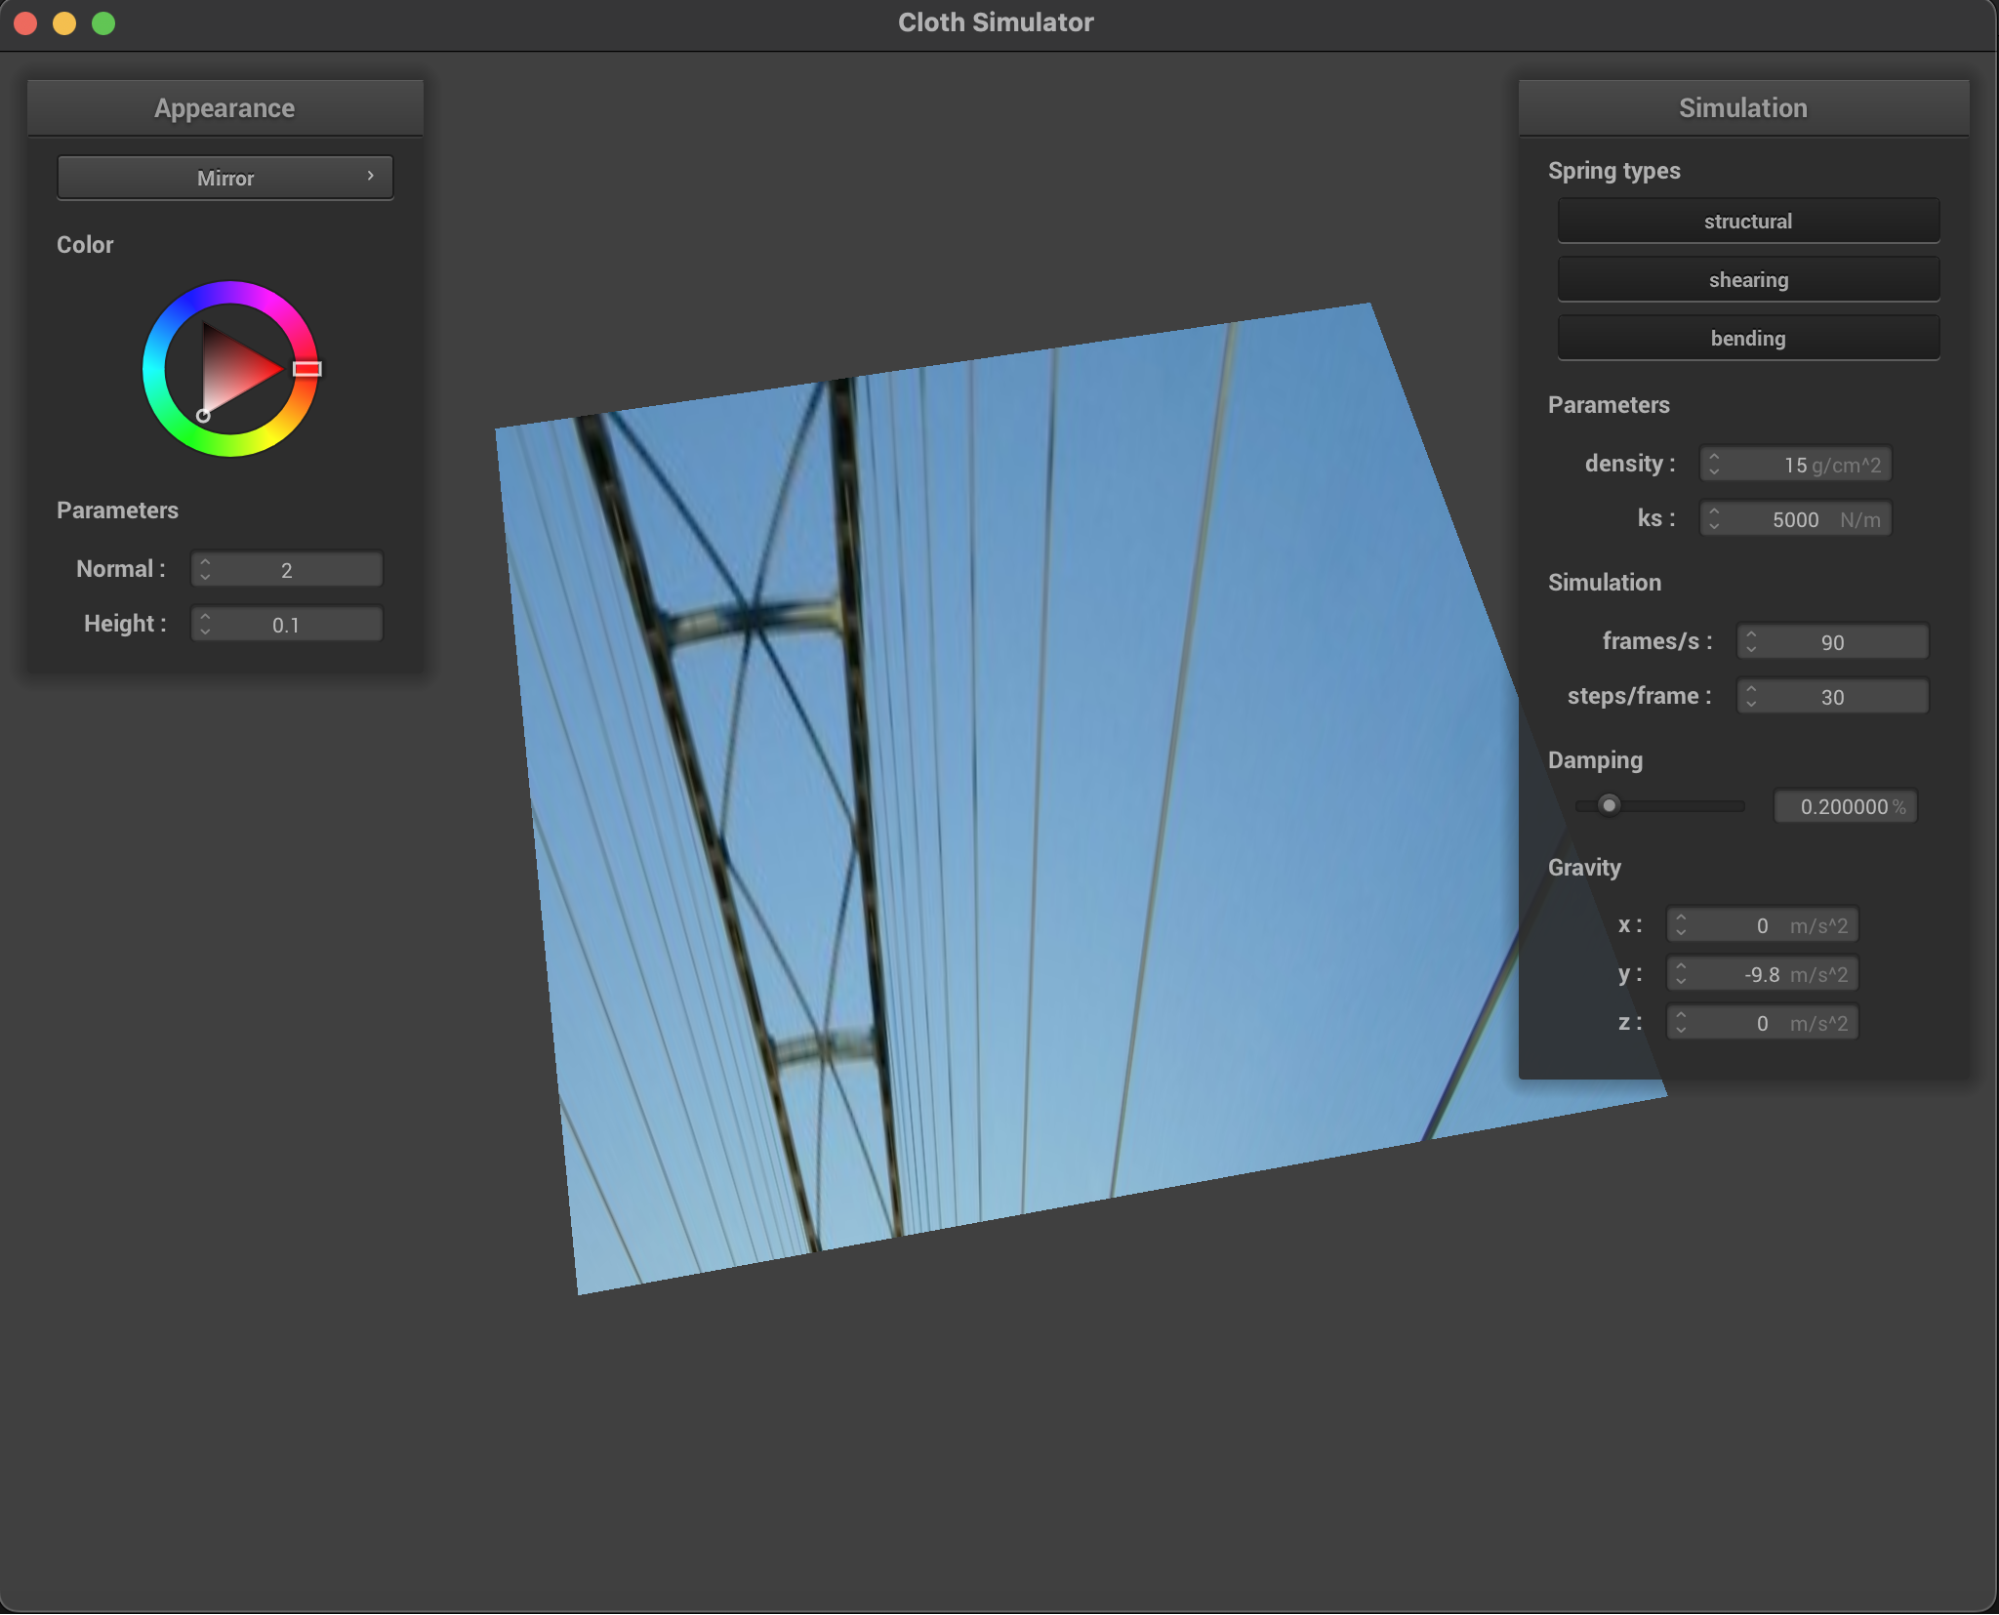 Cloth Simulator
Appearance
Mirror
Color
Parameters
Normal : 2
Height : 0.1
Simulation
Spring types
structural
shearing
bending
Parameters
density : 15 g/cm^2
ks : 5000 N/m
Simulation
frames/s : 90
steps/frame : 30
Damping
0.200000 %
Gravity
x : 0 m/s^2
y : -9.8 m/s^2
z : 0 m/s^2